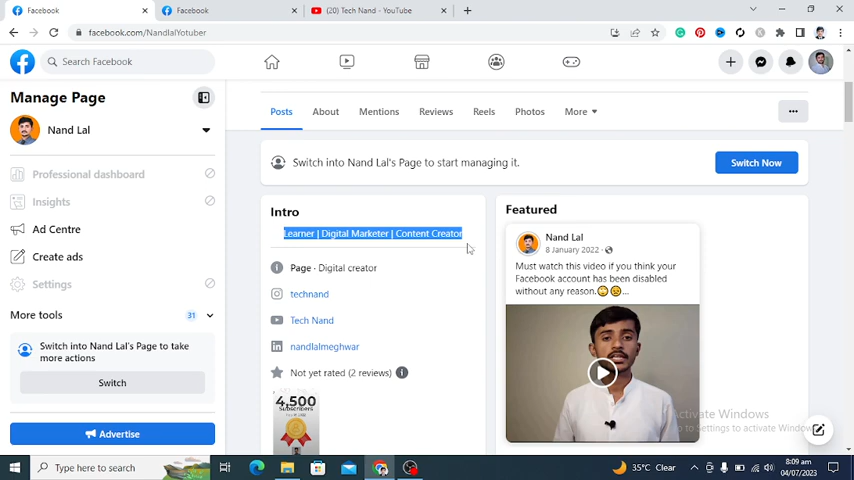 Facebook
Facebook
(20) Tech Nand - YouTube
facebook.com/NandlalYotuber
Search Facebook
Manage Page
Nand Lal
Professional dashboard
Insights
Ad Centre
Create ads
Settings
More tools
31
Switch into Nand Lal's Page to take
more actions
Switch
Advertise
Posts
About
Mentions
Reviews
Reels
Photos
More
Switch into Nand Lal's Page to start managing it.
Switch Now
Intro
Learner | Digital Marketer | Content Creator
Page · Digital creator
technand
Tech Nand
nandlalmeghwar
Not yet rated (2 reviews)
4,500
Subscribers
Featured
Nand Lal
8 January 2022 ·
Must watch this video if you think your
Facebook account has been disabled
without any reason.😳😥...
Activate Windows
Go to Settings to activate Windows.
Type here to search
35°C Clear
8:09 am
04/07/2023